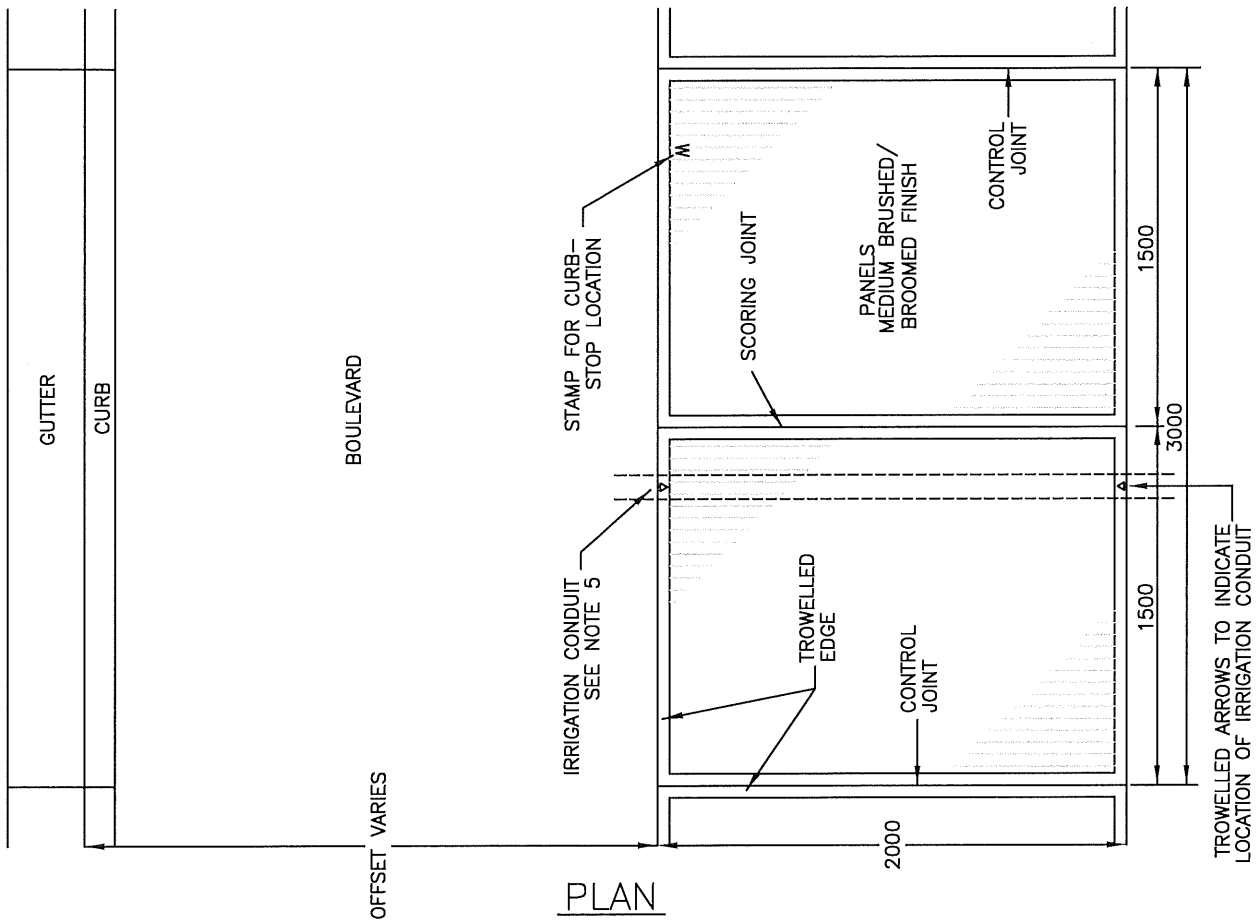 GUTTER
CURB
BOULEVARD
STAMP FOR CURB-
STOP LOCATION
W
IRRIGATION CONDUIT
SEE NOTE 5
SCORING JOINT
PANELS
MEDIUM BRUSHED/
BROOMED FINISH
CONTROL
JOINT
TROWELLED
EDGE
CONTROL
JOINT
OFFSET VARIES
2000
1500
1500
3000
TROWELLED ARROWS TO INDICATE
LOCATION OF IRRIGATION CONDUIT
PLAN